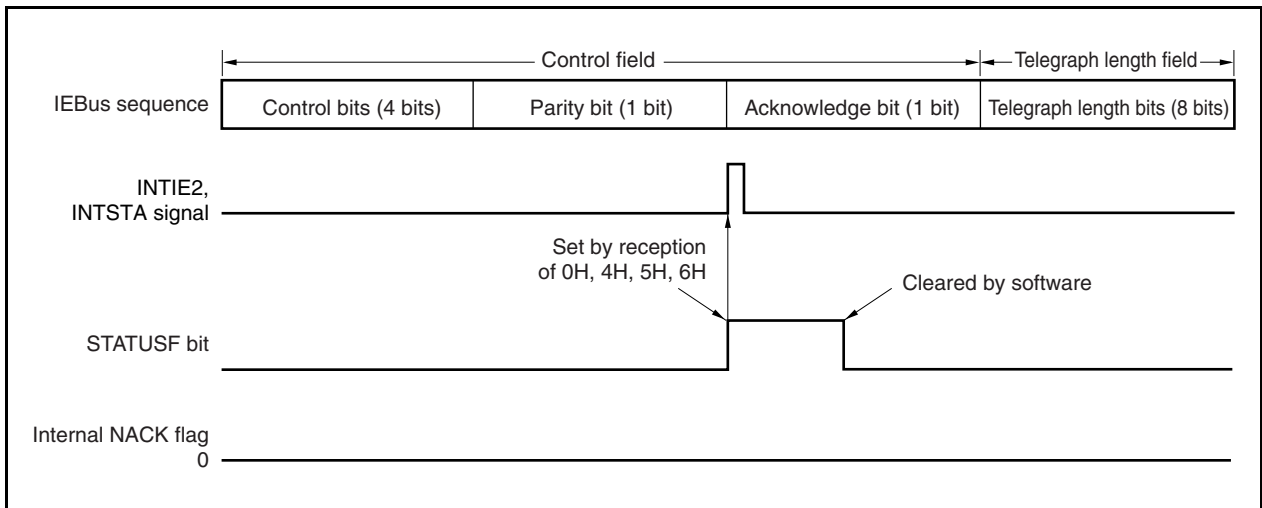 Control field
Telegraph length field
IEBus sequence
Control bits (4 bits)
Parity bit (1 bit)
Acknowledge bit (1 bit)
Telegraph length bits (8 bits)
INTIE2,
INTSTA signal
Set by reception
of 0H, 4H, 5H, 6H
Cleared by software
STATUSF bit
Internal NACK flag
0